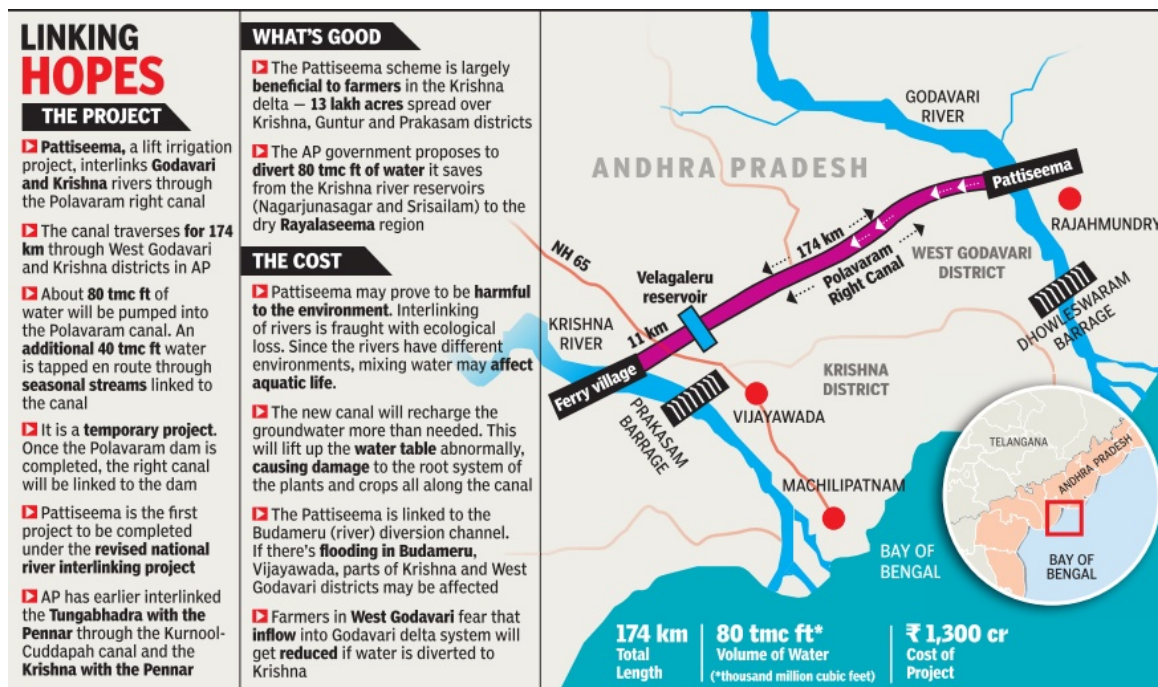 LINKING
HOPES
THE PROJECT
Pattiseema, a lift irrigation
project, interlinks Godavari
and Krishna rivers through
the Polavaram right canal
The canal traverses for 174
km through West Godavari
and Krishna districts in AP
About 80 tmc ft of
water will be pumped into
the Polavaram canal. An
additional 40 tmc ft water
is tapped en route through
seasonal streams linked to
the canal
It is a temporary project.
Once the Polavaram dam is
completed, the right canal
will be linked to the dam
Pattiseema is the first
project to be completed
under the revised national
river interlinking project
AP has earlier interlinked
the Tungabhadra with the
Pennar through the Kurnool-
Cuddapah canal and the
Krishna with the Pennar
WHAT'S GOOD
The Pattiseema scheme is largely
beneficial to farmers in the Krishna
delta — 13 lakh acres spread over
Krishna, Guntur and Prakasam districts
The AP government proposes to
divert 80 tmc ft of water it saves
from the Krishna river reservoirs
(Nagarjunasagar and Srisailam) to the
dry Rayalaseema region
THE COST
Pattiseema may prove to be harmful
to the environment. Interlinking
of rivers is fraught with ecological
loss. Since the rivers have different
environments, mixing water may affect
aquatic life.
The new canal will recharge the
groundwater more than needed. This
will lift up the water table abnormally,
causing damage to the root system of
the plants and crops all along the canal
The Pattiseema is linked to the
Budameru (river) diversion channel.
If there's flooding in Budameru,
Vijayawada, parts of Krishna and West
Godavari districts may be affected
Farmers in West Godavari fear that
inflow into Godavari delta system will
get reduced if water is diverted to
Krishna
GODAVARI
RIVER
ANDHRA PRADESH
Pattiseema
RAJAHMUNDRY
174 km
Polavaram
Right Canal
WEST GODAVARI
DISTRICT
NH 65
Velagaleru
reservoir
DHOWLESWARAM
BARRAGE
KRISHNA
RIVER
11 km
Ferry village
KRISHNA
DISTRICT
PRAKASAM
BARRAGE
VIJAYAWADA
MACHILIPATNAM
BAY OF
BENGAL
TELANGANA
ANDHRA PRADESH
BAY OF
BENGAL
174 km
Total
Length
80 tmc ft*
Volume of Water
(*thousand million cubic feet)
₹ 1,300 cr
Cost of
Project